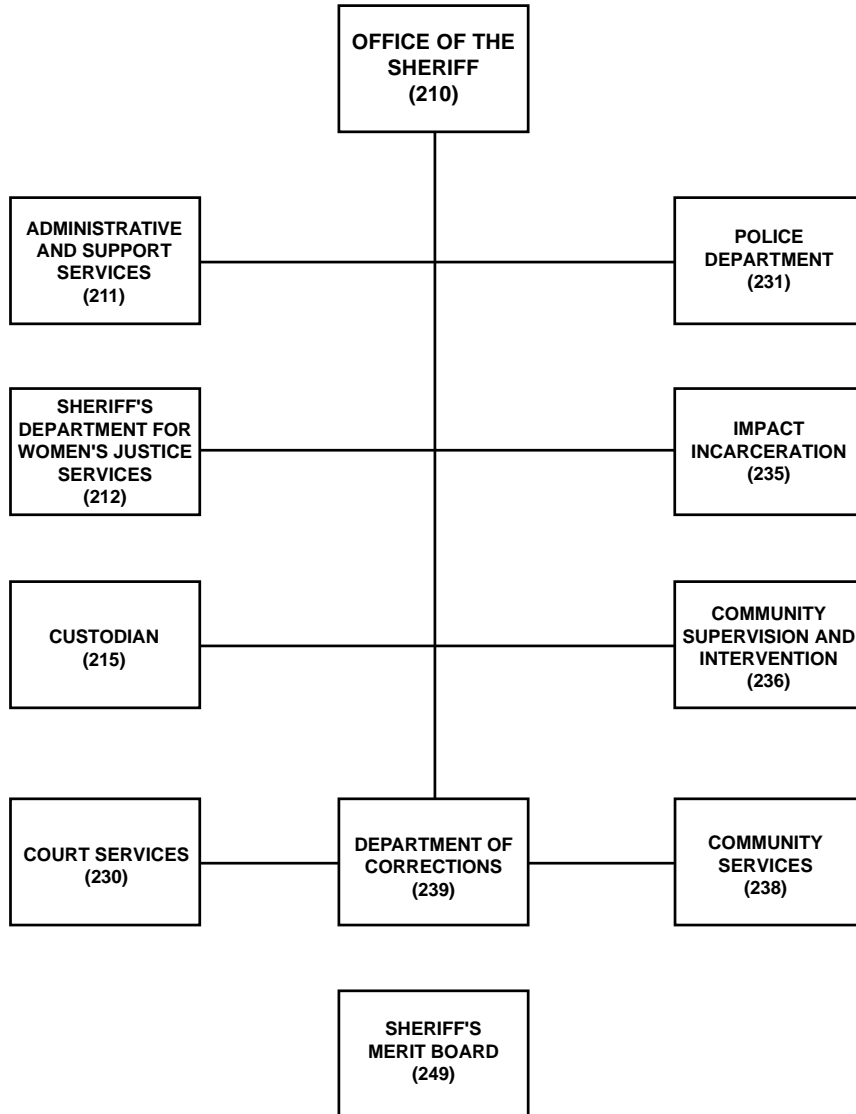 OFFICE OF THE
SHERIFF
(210)
ADMINISTRATIVE
AND SUPPORT
SERVICES
(211)
POLICE
DEPARTMENT
(231)
SHERIFF'S
DEPARTMENT FOR
WOMEN'S JUSTICE
SERVICES
(212)
IMPACT
INCARCERATION
(235)
CUSTODIAN
(215)
COMMUNITY
SUPERVISION AND
INTERVENTION
(236)
COURT SERVICES
(230)
DEPARTMENT OF
CORRECTIONS
(239)
COMMUNITY
SERVICES
(238)
SHERIFF'S
MERIT BOARD
(249)